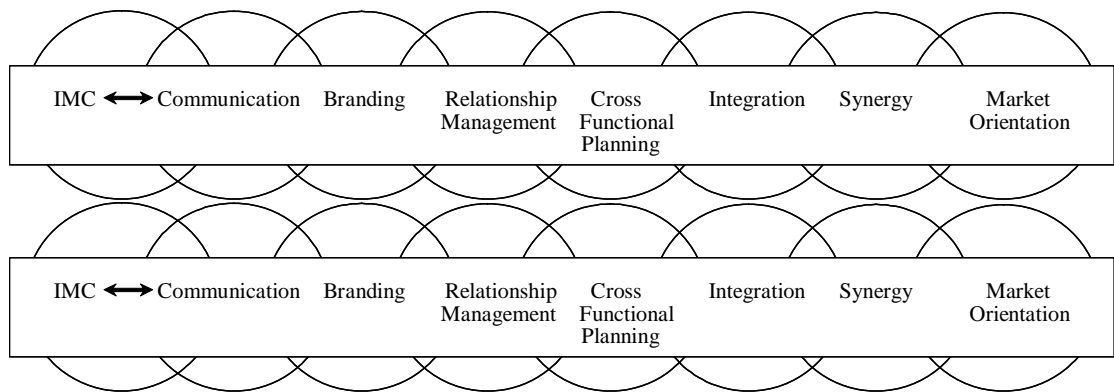 IMC Communication Branding Relationship Cross Integration Synergy Market
Management Functional Orientation
Planning
IMC Communication Branding Relationship Cross Integration Synergy Market
Management Functional Orientation
Planning